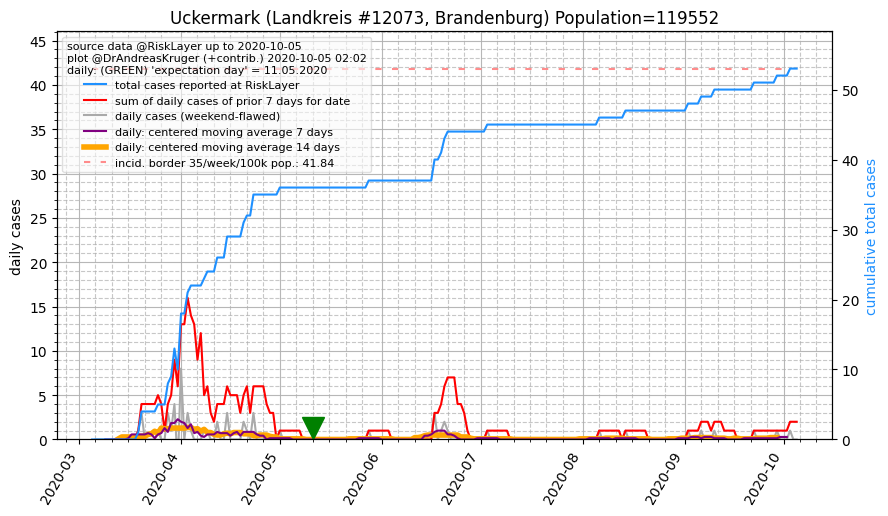 Uckermark (Landkreis #12073, Brandenburg) Population=119552
source data @RiskLayer up to 2020-10-05
plot @DrAndreasKruger (+contrib.) 2020-10-05 02:02
daily: (GREEN) 'expectation day' = 11.05.2020
total cases reported at RiskLayer
sum of daily cases of prior 7 days for date
daily cases (weekend-flawed)
daily: centered moving average 7 days
daily: centered moving average 14 days
incid. border 35/week/100k pop.: 41.84
daily cases
45
40
35
30
25
20
15
10
5
0
cumulative total cases
50
40
30
20
10
0
2020-03
2020-04
2020-05
2020-06
2020-07
2020-08
2020-09
2020-10